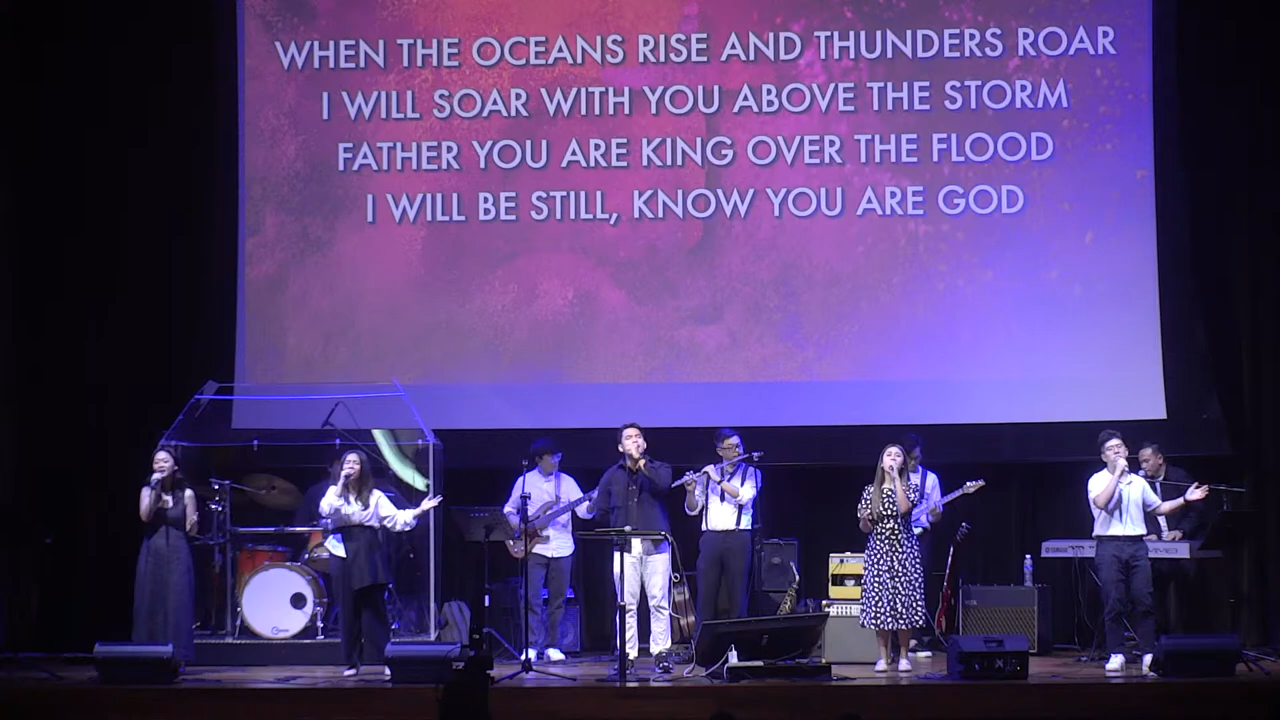 WHEN THE OCEANS RISE AND THUNDERS ROAR
I WILL SOAR WITH YOU ABOVE THE STORM
FATHER YOU ARE KING OVER THE FLOOD
I WILL BE STILL, KNOW YOU ARE GOD
YAMAHA